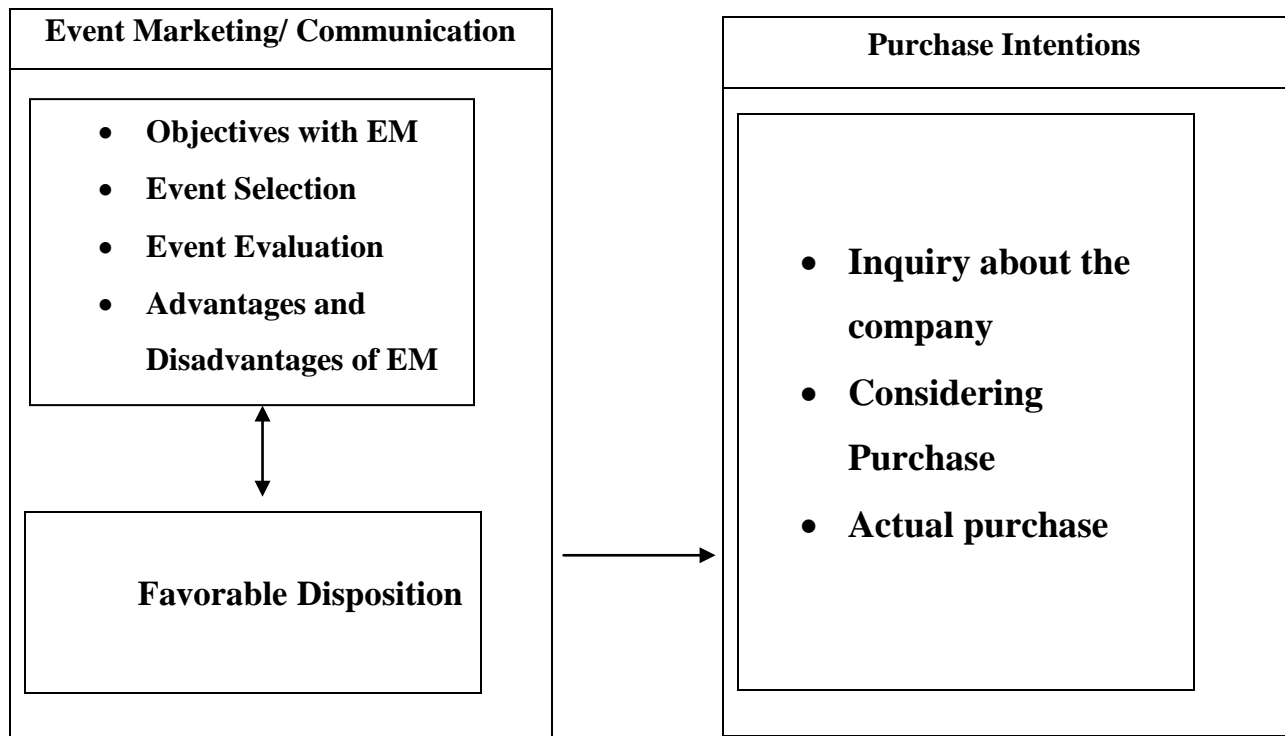 Event Marketing/ Communication
• Objectives with EM
• Event Selection
• Event Evaluation
• Advantages and
Disadvantages of EM
Favorable Disposition
Purchase Intentions
• Inquiry about the
company
• Considering
Purchase
• Actual purchase